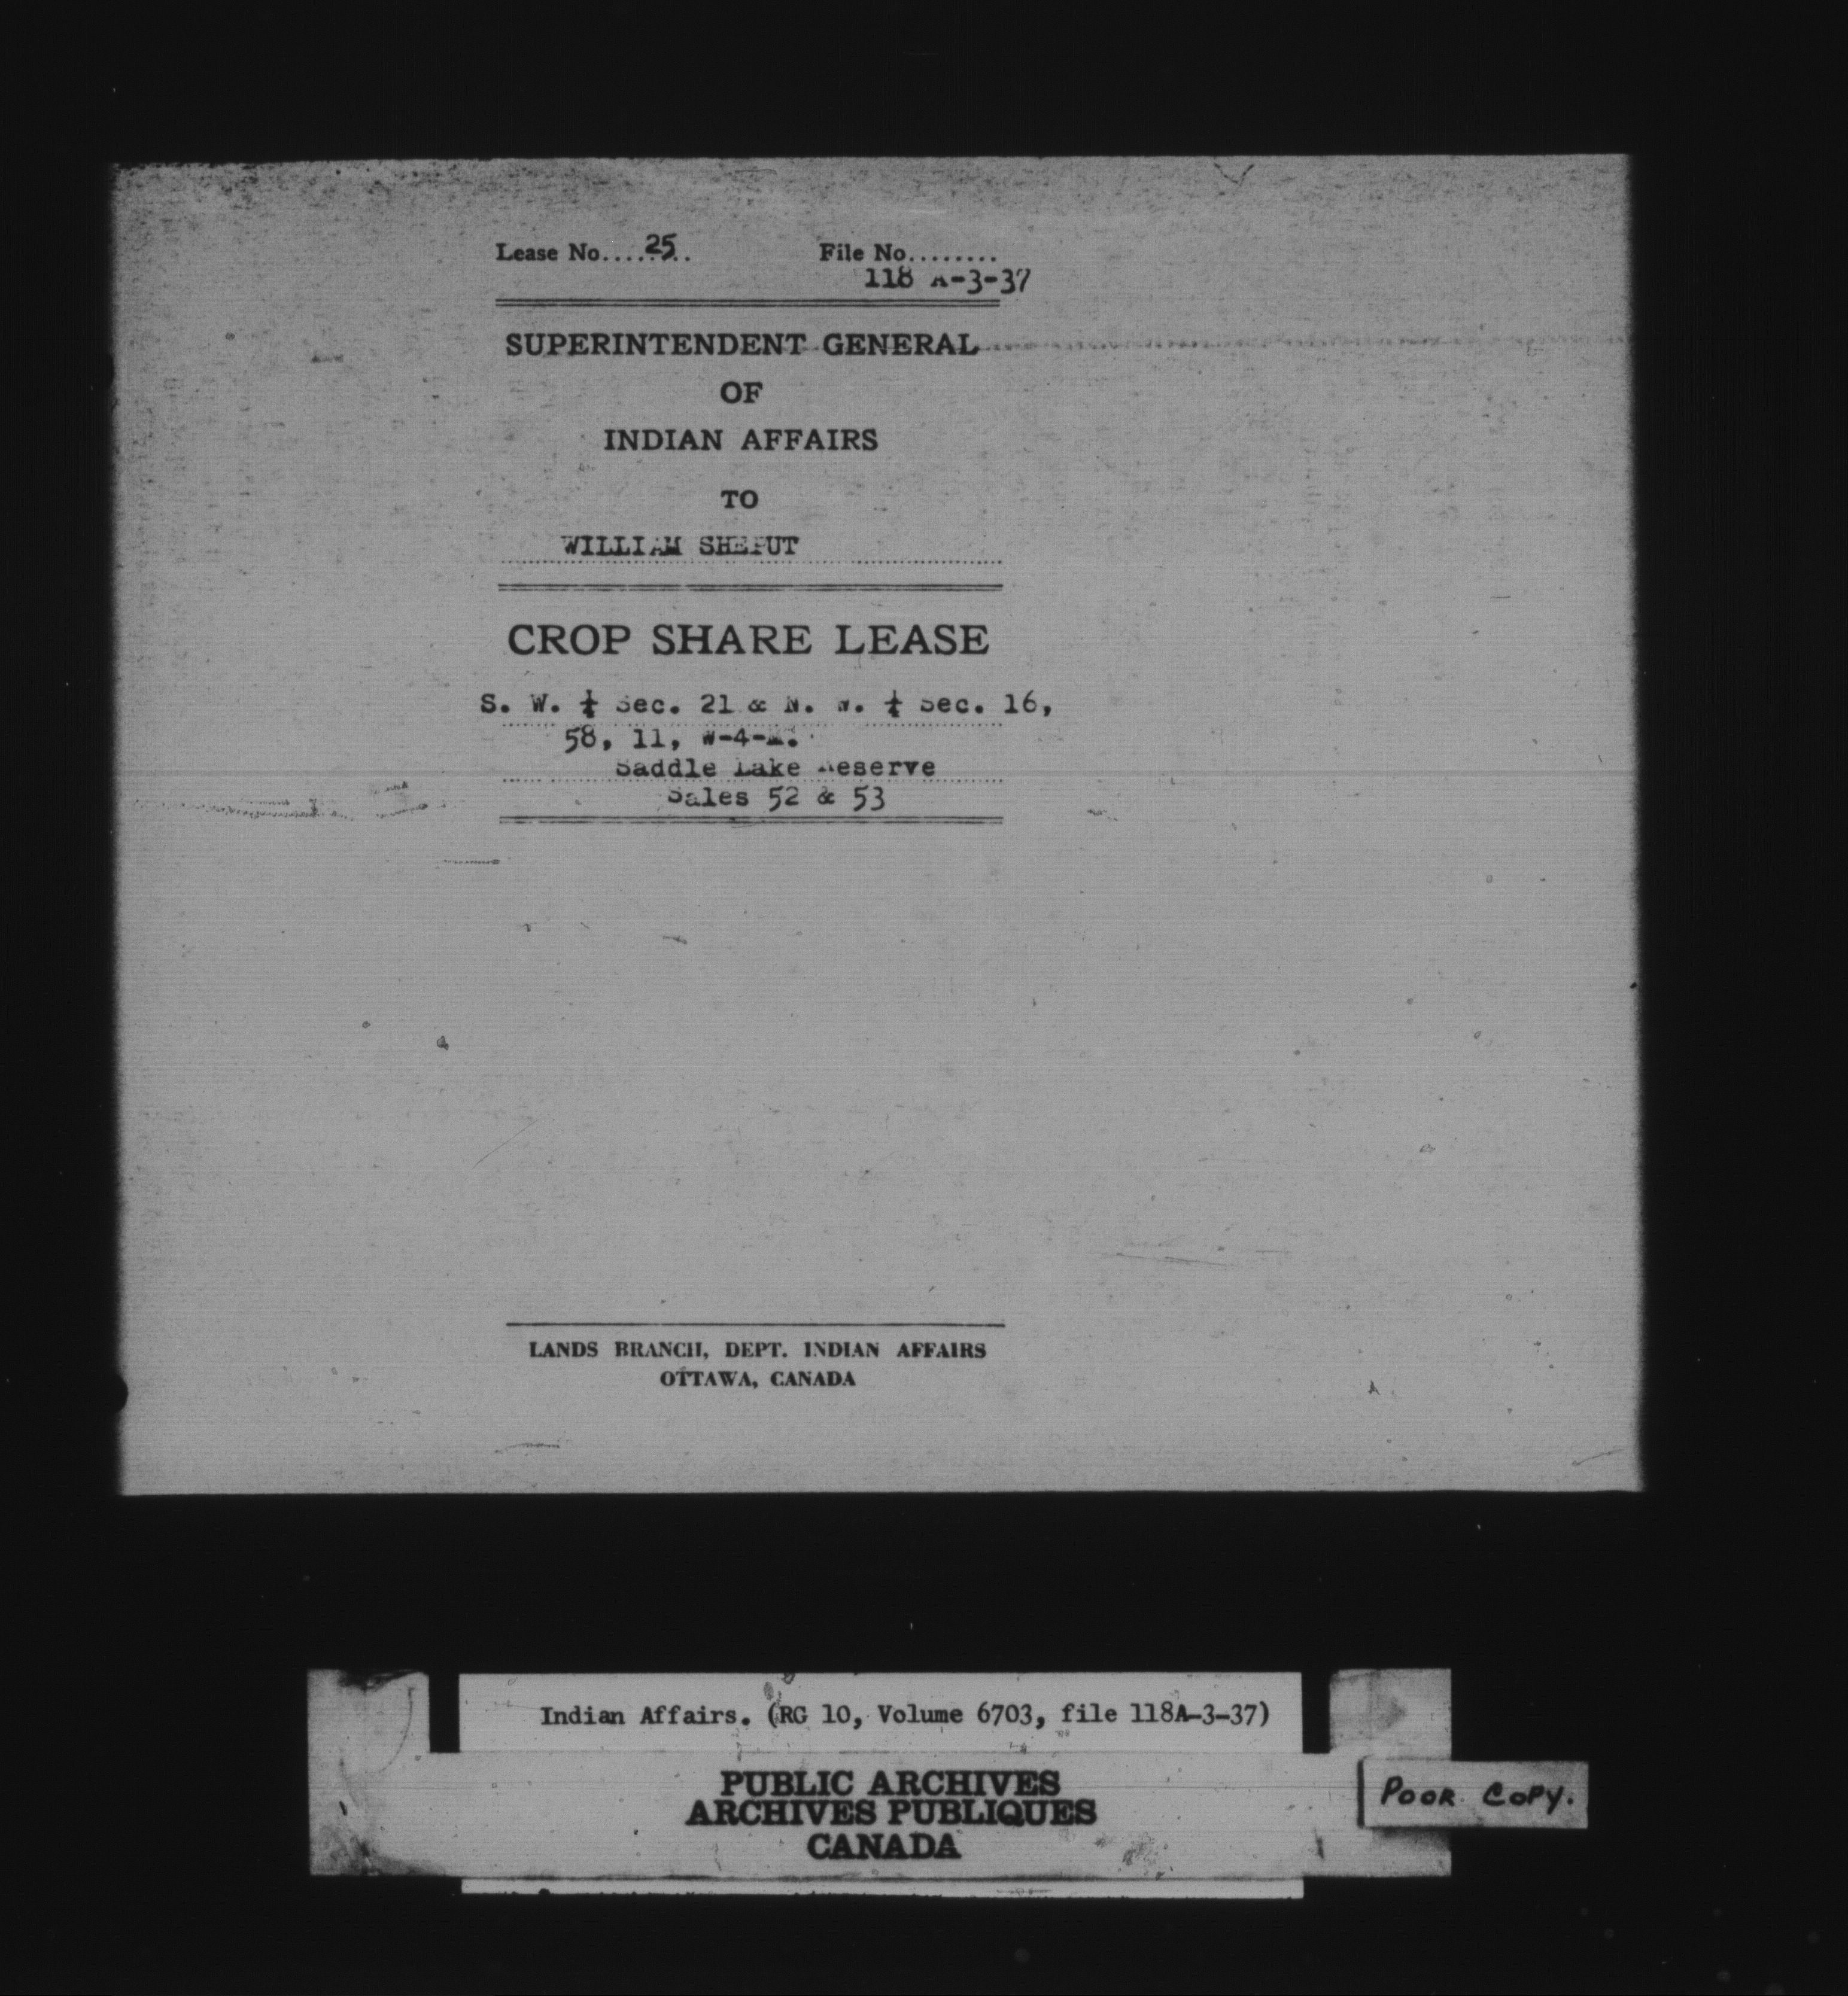 Lease No....25..
File No........
118 A-3-37
SUPERINTENDENT GENERAL
OF
INDIAN AFFAIRS
TO
WILLIAM SHEPUT
CROP SHARE LEASE
S. W. ¼ Sec. 21 & N. W. ¼ Sec. 16,
58, 11, W-4-M.
Saddle Lake Reserve
Sales 52 & 53
LANDS BRANCH, DEPT. INDIAN AFFAIRS
OTTAWA, CANADA
Indian Affairs. (RG 10, Volume 6703, file 118A-3-37)
PUBLIC ARCHIVES
ARCHIVES PUBLIQUES
CANADA
POOR COPY.